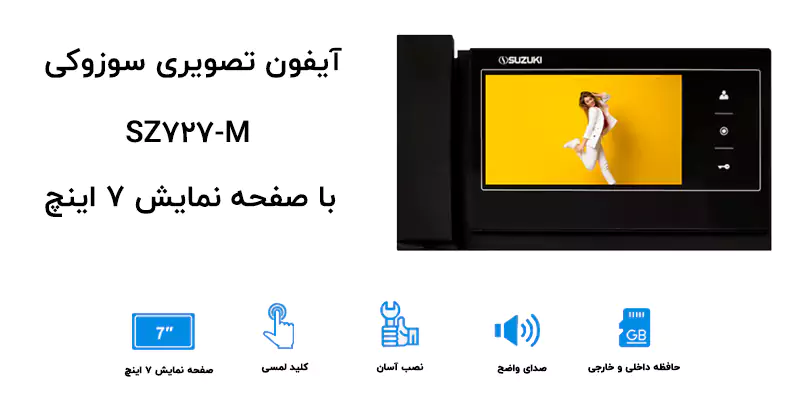 آیفون تصویری سوزوکی
SZ۷۲۷-M
با صفحه نمایش ۷ اینچ
SUZUKI
7"
GB
حافظه داخلی و خارجی
صدای واضح
نصب آسان
کلید لمسی
صفحه نمایش ۷ اینچ